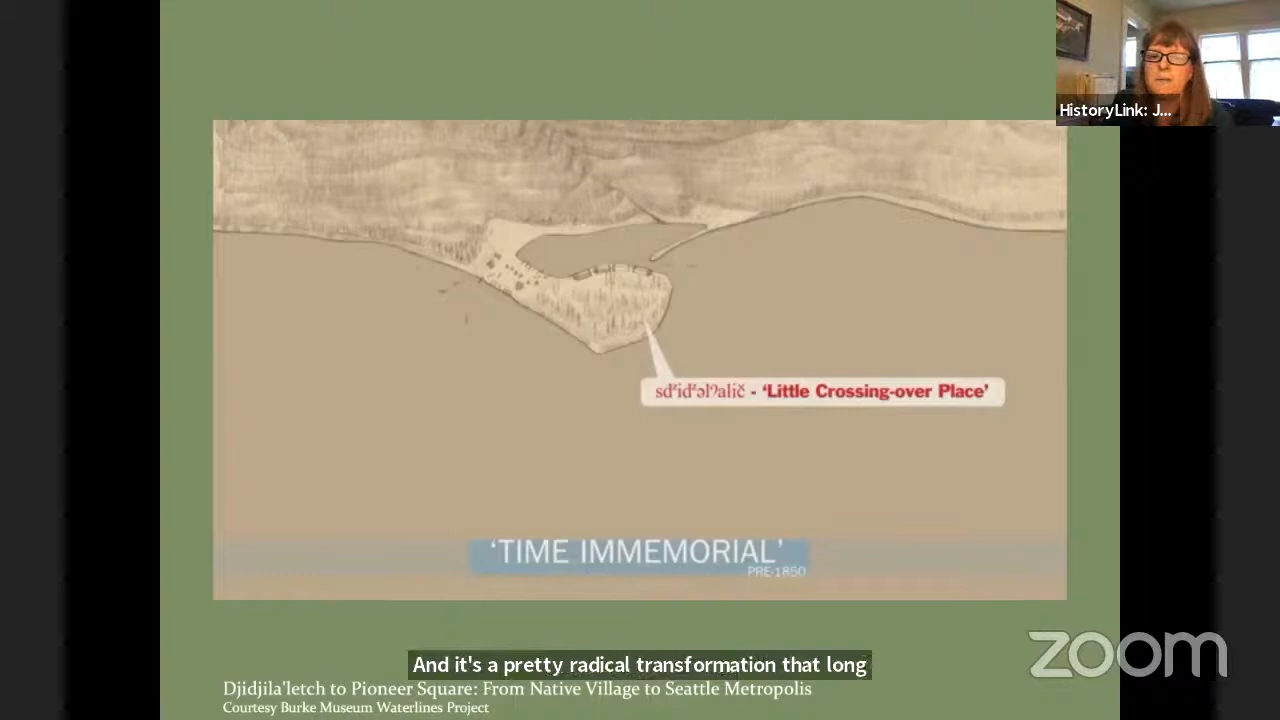 HistoryLink: J...
sdᶻidᶻəlʔalič - ‘Little Crossing-over Place’
‘TIME IMMEMORIAL’
PRE-1850
And it's a pretty radical transformation that long
zoom
Djidjila'letch to Pioneer Square: From Native Village to Seattle Metropolis
Courtesy Burke Museum Waterlines Project